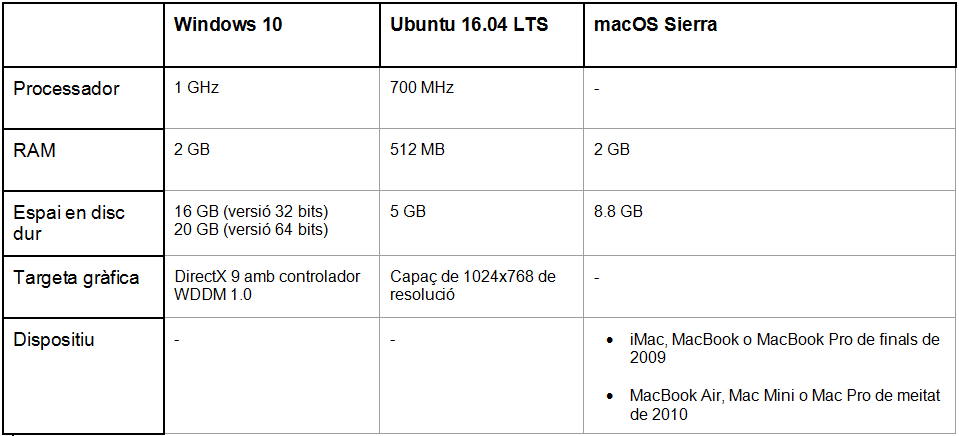 Windows 10 Ubuntu 16.04 LTS macOS Sierra
Processador 1 GHz 700 MHz -
RAM 2 GB 512 MB 2 GB
Espai en disc dur 16 GB (versió 32 bits) 5 GB 8.8 GB
20 GB (versió 64 bits)
Targeta gràfica DirectX 9 amb controlador Capaç de 1024x768 de -
WDDM 1.0 resolució
Dispositiu - - • iMac, MacBook o MacBook Pro de finals de
2009
• MacBook Air, Mac Mini o Mac Pro de meitat
de 2010